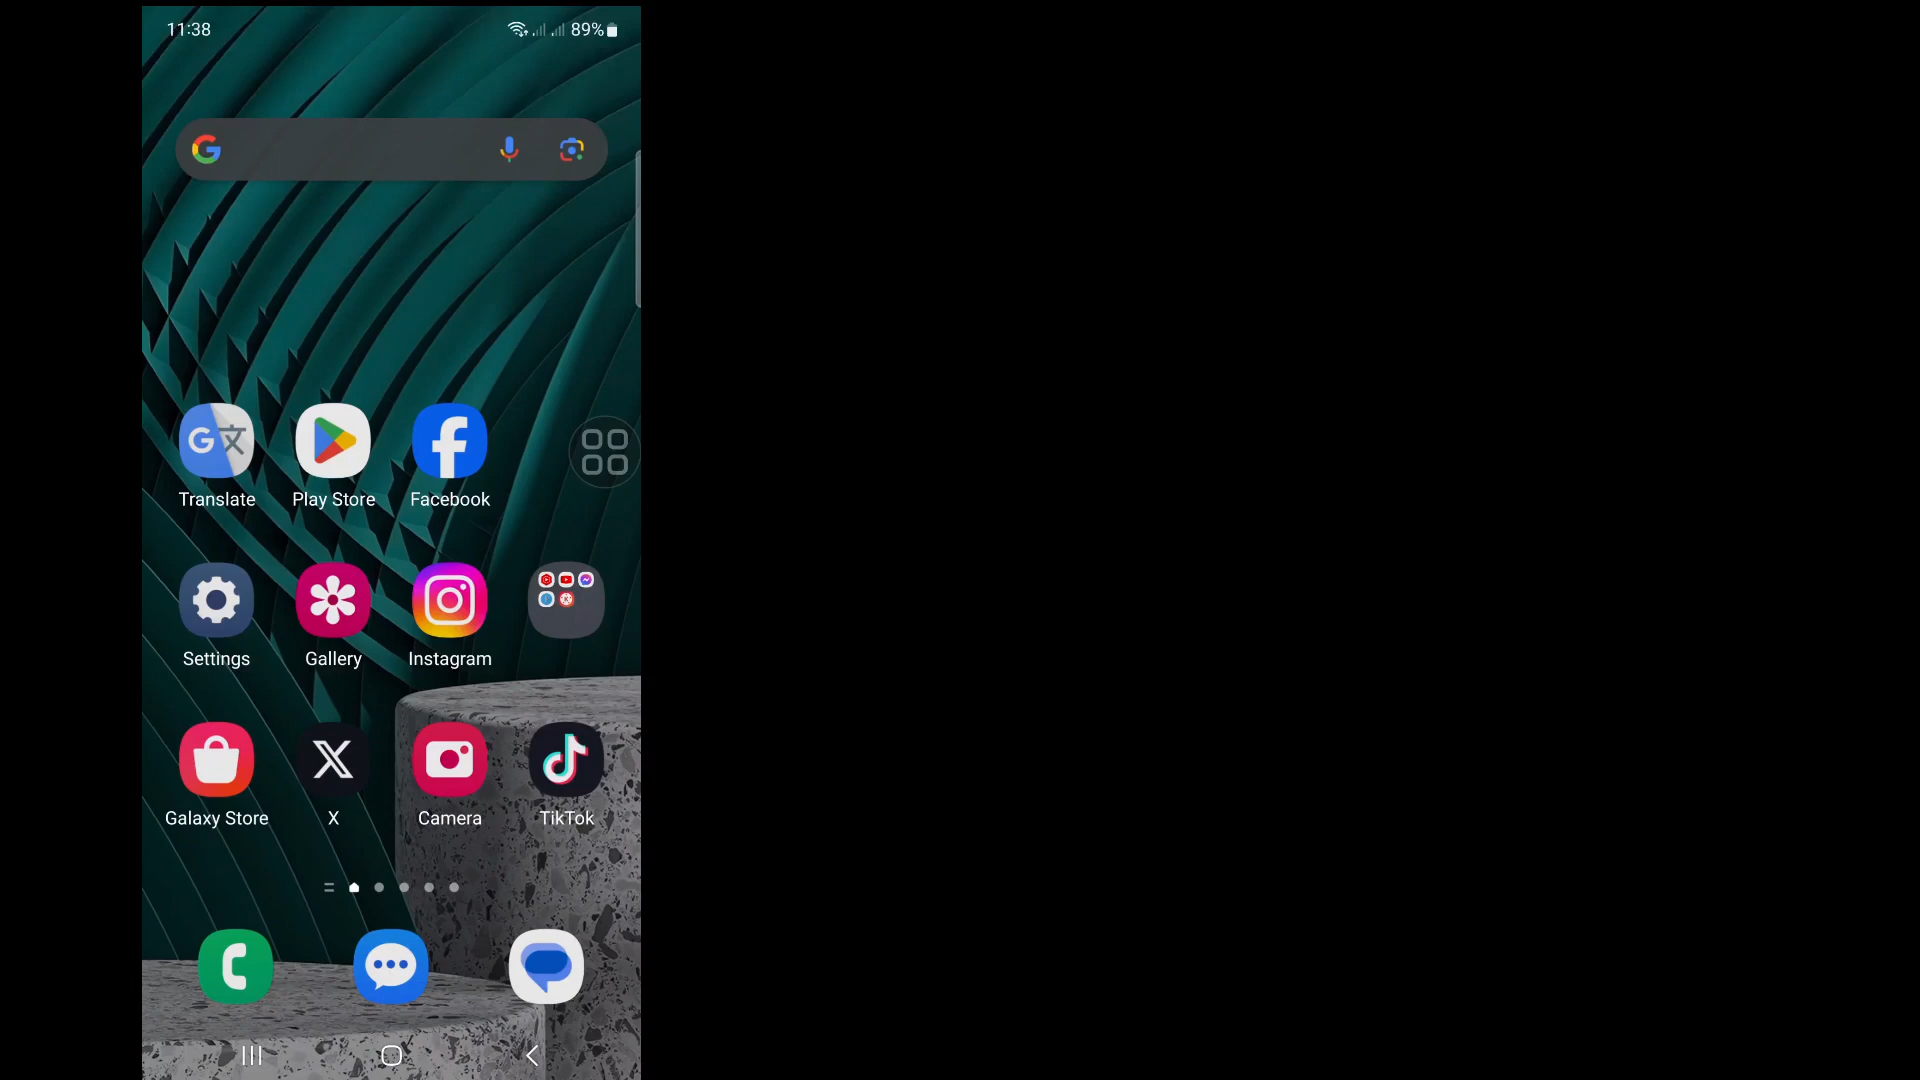 11:38
89%
Translate
Play Store
Facebook
Settings
Gallery
Instagram
Galaxy Store
X
Camera
TikTok